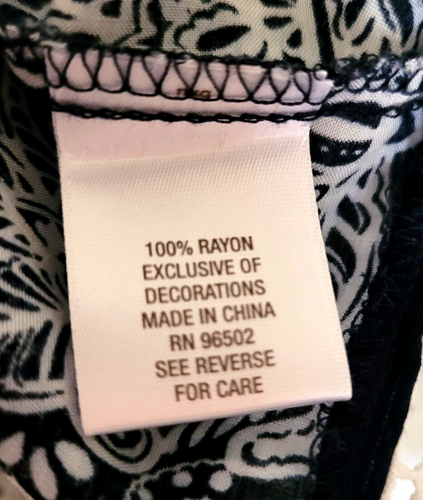 100% RAYON
EXCLUSIVE OF
DECORATIONS
MADE IN CHINA
RN 96502
SEE REVERSE
FOR CARE